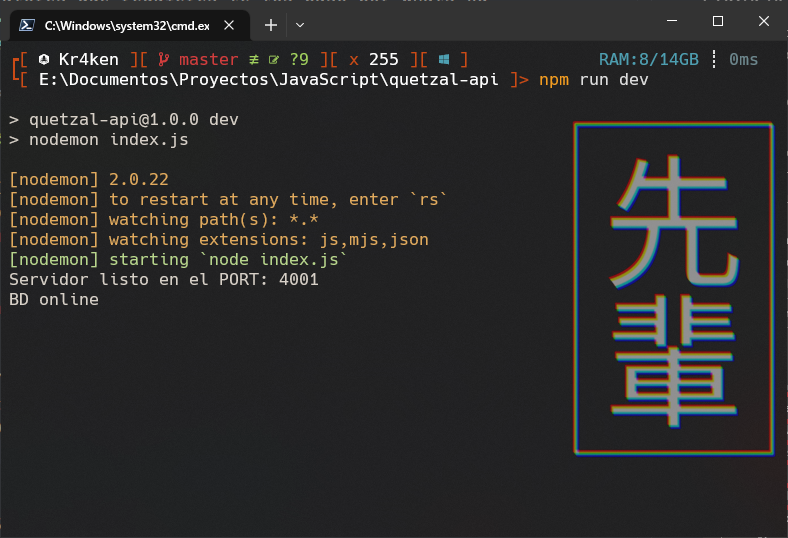 C:\Windows\system32\cmd.ex
[ Kr4ken ][ master ≢ ?9 ][ x 255 ][ ] RAM:8/14GB ┊ 0ms
[ E:\Documentos\Proyectos\JavaScript\quetzal-api ]> npm run dev
> quetzal-api@1.0.0 dev
> nodemon index.js
[nodemon] 2.0.22
[nodemon] to restart at any time, enter `rs`
[nodemon] watching path(s): *.*
[nodemon] watching extensions: js,mjs,json
[nodemon] starting `node index.js`
Servidor listo en el PORT: 4001
BD online
先
輩